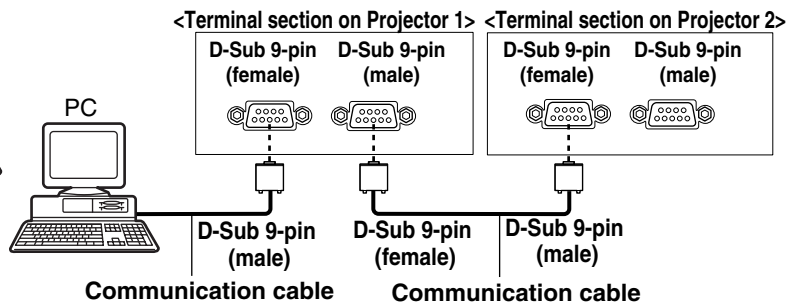 <Terminal section on Projector 1> <Terminal section on Projector 2>
D-Sub 9-pin D-Sub 9-pin D-Sub 9-pin D-Sub 9-pin
(female) (male) (female) (male)
PC
D-Sub 9-pin D-Sub 9-pin D-Sub 9-pin
(male) (female) (male)
Communication cable Communication cable